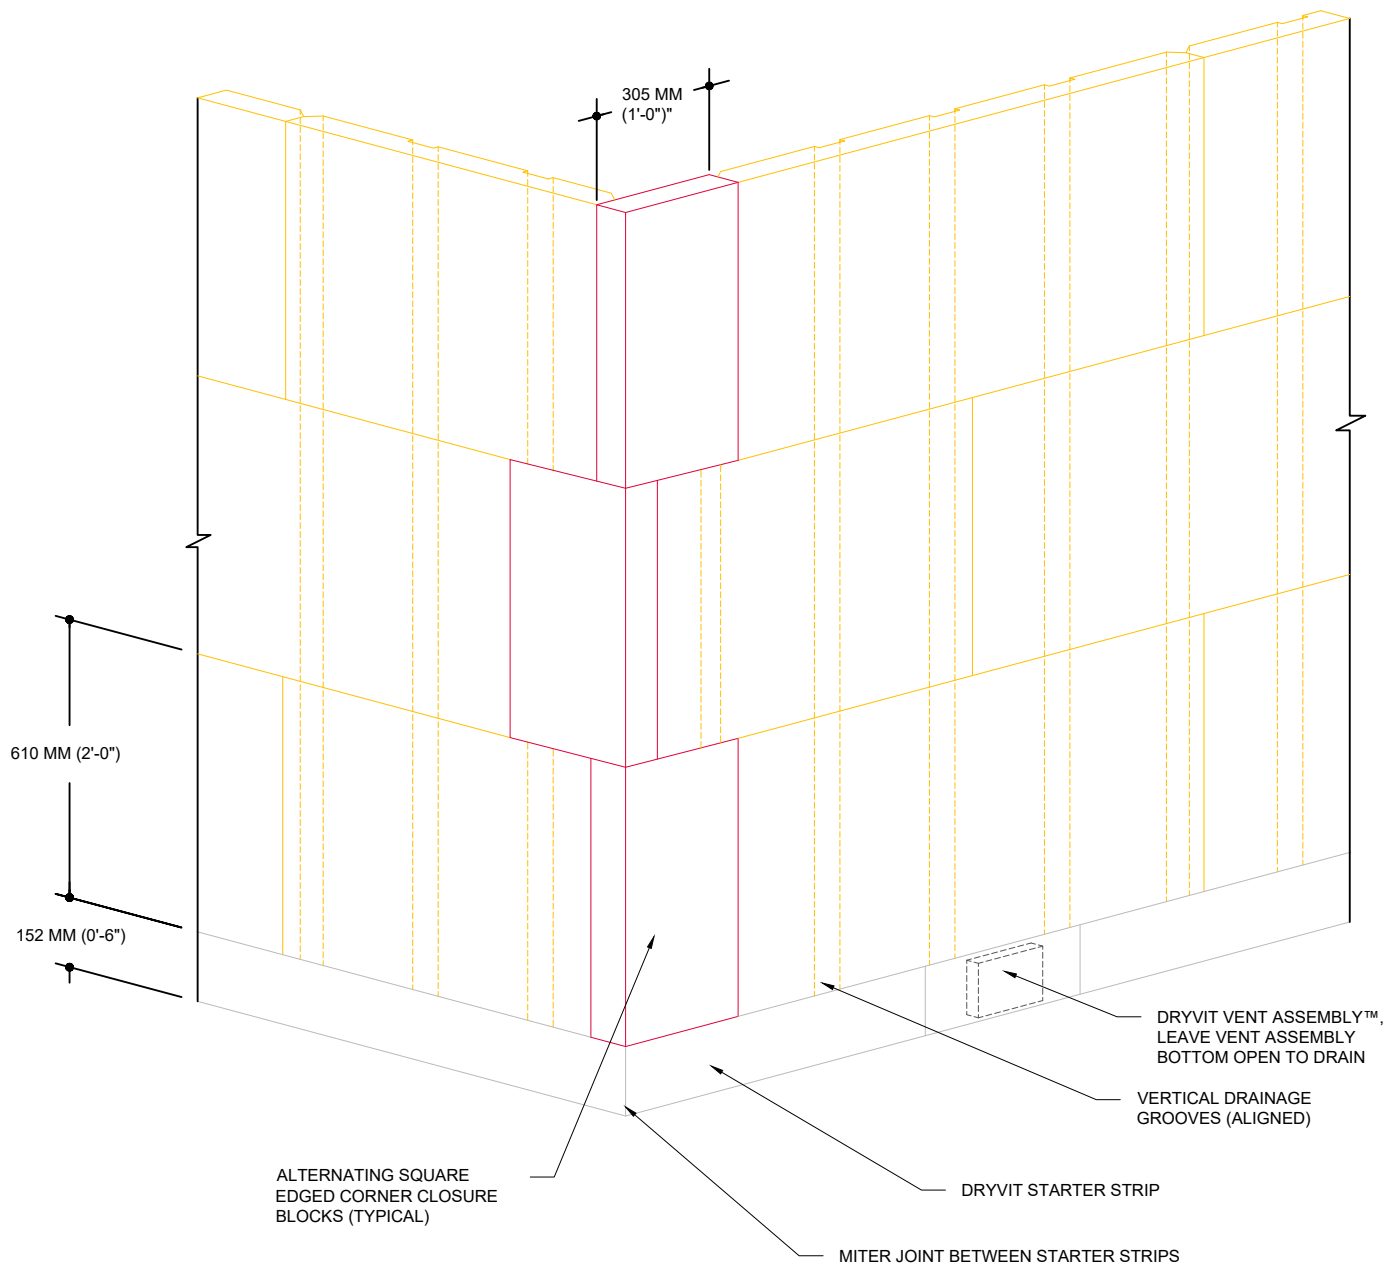 305 MM
(1'-0")"
610 MM (2'-0")
152 MM (0'-6")
DRYVIT VENT ASSEMBLY™,
LEAVE VENT ASSEMBLY
BOTTOM OPEN TO DRAIN
VERTICAL DRAINAGE
GROOVES (ALIGNED)
ALTERNATING SQUARE
EDGED CORNER CLOSURE
BLOCKS (TYPICAL)
DRYVIT STARTER STRIP
MITER JOINT BETWEEN STARTER STRIPS